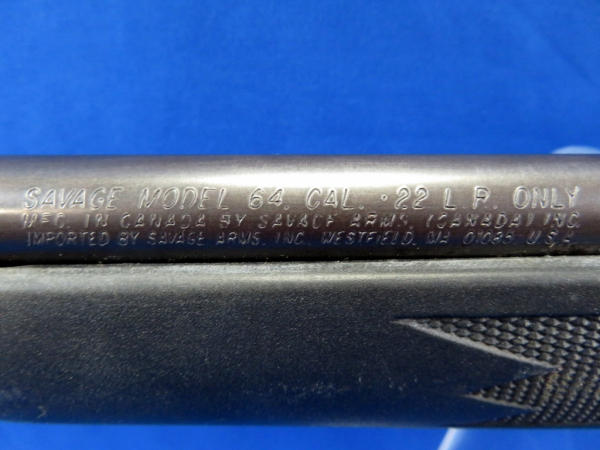 SAVAGE MODEL 64. CAL. .22 L.R. ONLY
MFG. IN CANADA BY SAVAGE ARMS. (CANADA) INC.
IMPORTED BY SAVAGE ARMS, INC. WESTFIELD, MA 01085, U.S.A.